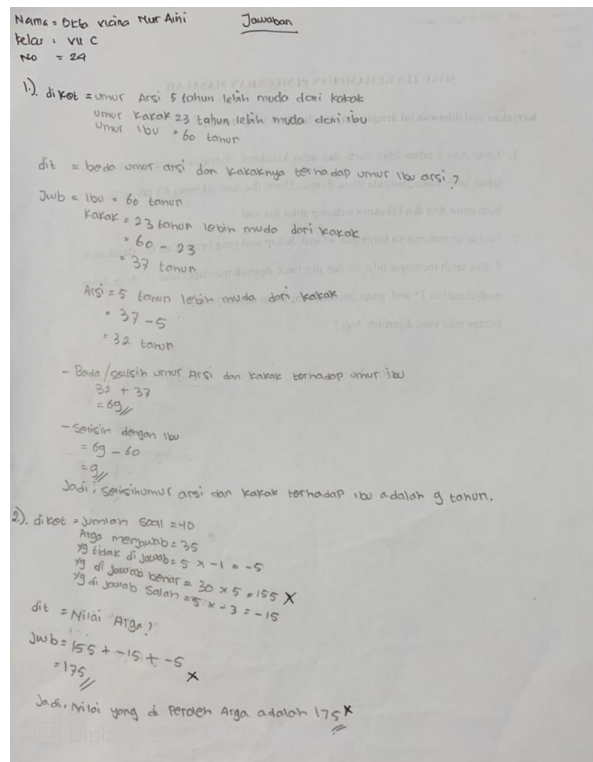 Nama = Okta viana Nur Aini Jawaban
kelas : VII C
No = 24
1.). diket = umur Arsi 5 tahun lebih muda dari kakak
umur kakak 23 tahun lebih muda dari ibu
umur ibu = 60 tahun
dit = beda umur arsi dan kakaknya terhadap umur ibu arsi?
Jwb = Ibu = 60 tahun
kakak = 23 tahun lebih muda dari kakak
= 60 - 23
= 37 tahun
Arsi = 5 tahun lebih muda dari kakak
= 37 - 5
= 32 tahun
- Beda/selisih umur Arsi dan kakak terhadap umur ibu
32 + 37
= 69 //
- Selisih dengan ibu
= 69 - 60
= 9 //
Jadi, selisih umur arsi dan kakak terhadap ibu adalah 9 tahun.
2). diket = jumlah soal = 40
Arga menjawab = 35
yg tidak di jawab = 5 x -1 = -5
yg di jawab benar = 30 x 5 = 155 X
yg di jawab salah = 5 x -3 = -15
dit = Nilai Arga?
Jwb = 155 + -15 + -5
= 175 // X
Jadi, Nilai yang di peroleh Arga adalah 175 X //